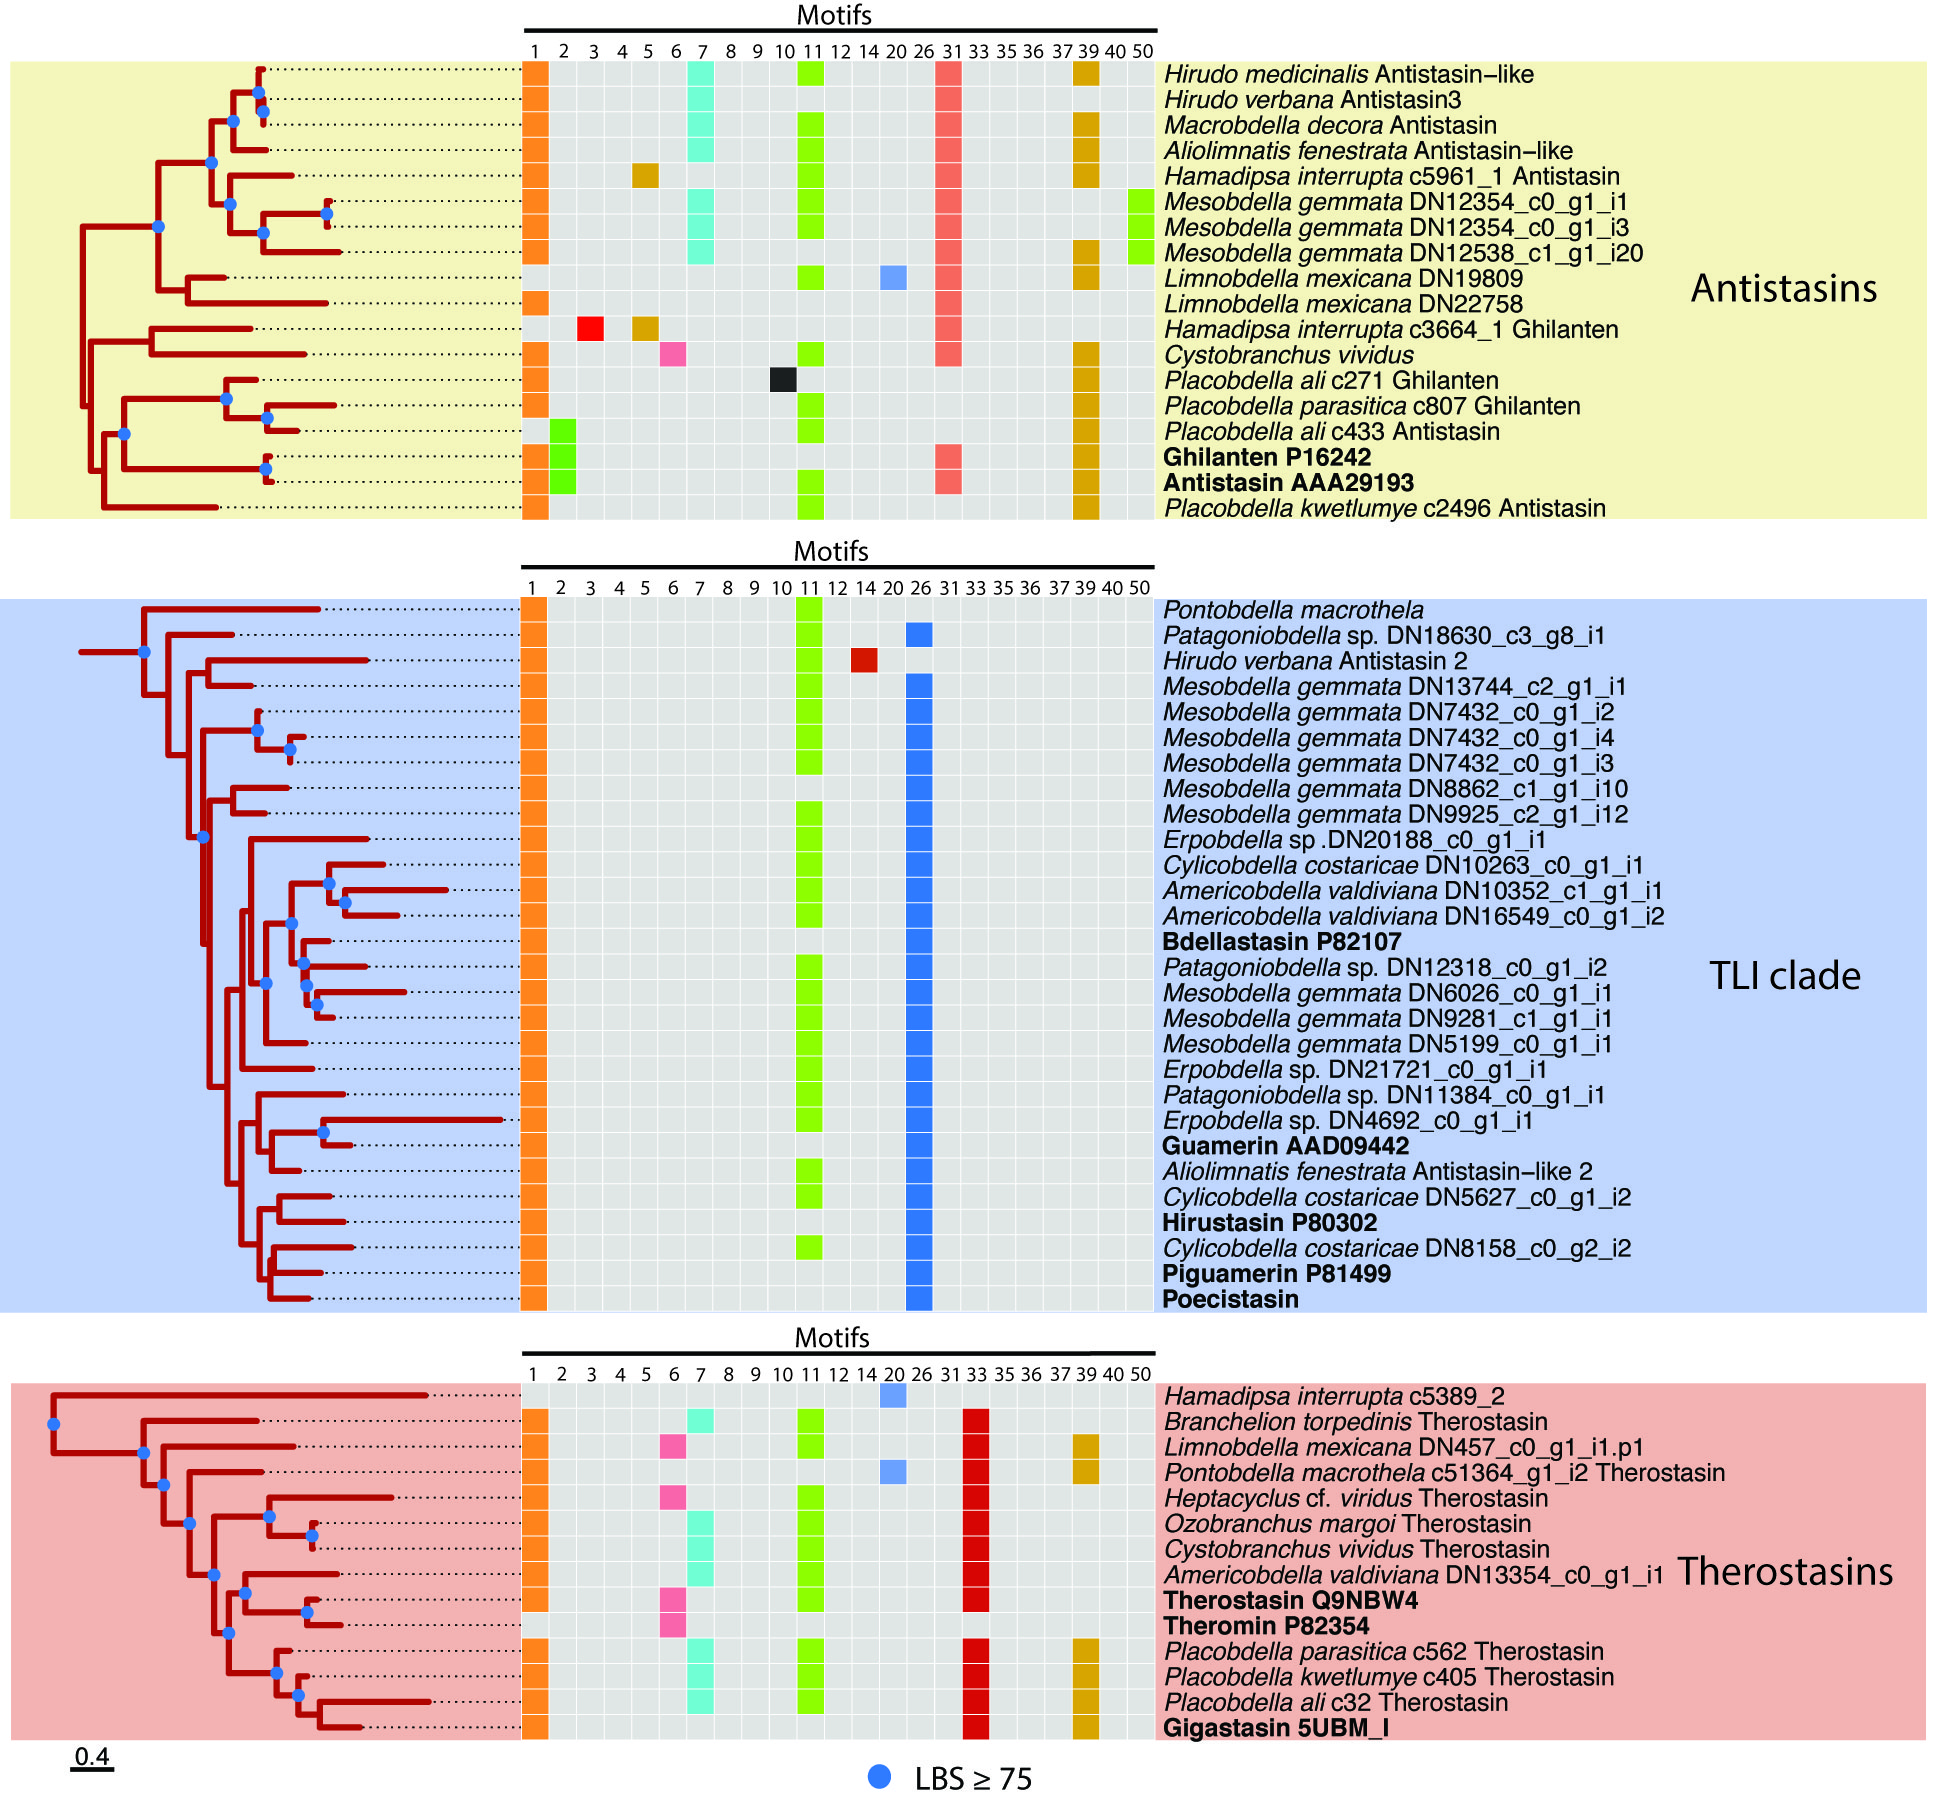 Motifs
1 2 3 4 5 6 7 8 9 10 11 12 14 20 26 31 33 35 36 37 39 40 50
Hirudo medicinalis Antistasin−like
Hirudo verbana Antistasin3
Macrobdella decora Antistasin
Aliolimnatis fenestrata Antistasin−like
Hamadipsa interrupta c5961_1 Antistasin
Mesobdella gemmata DN12354_c0_g1_i1
Mesobdella gemmata DN12354_c0_g1_i3
Mesobdella gemmata DN12538_c1_g1_i20
Limnobdella mexicana DN19809
Antistasins
Limnobdella mexicana DN22758
Hamadipsa interrupta c3664_1 Ghilanten
Cystobranchus vividus
Placobdella ali c271 Ghilanten
Placobdella parasitica c807 Ghilanten
Placobdella ali c433 Antistasin
Ghilanten P16242
Antistasin AAA29193
Placobdella kwetlumye c2496 Antistasin
Motifs
1 2 3 4 5 6 7 8 9 10 11 12 14 20 26 31 33 35 36 37 39 40 50
Pontobdella macrothela
Patagoniobdella sp. DN18630_c3_g8_i1
Hirudo verbana Antistasin 2
Mesobdella gemmata DN13744_c2_g1_i1
Mesobdella gemmata DN7432_c0_g1_i2
Mesobdella gemmata DN7432_c0_g1_i4
Mesobdella gemmata DN7432_c0_g1_i3
Mesobdella gemmata DN8862_c1_g1_i10
Mesobdella gemmata DN9925_c2_g1_i12
Erpobdella sp .DN20188_c0_g1_i1
Cylicobdella costaricae DN10263_c0_g1_i1
Americobdella valdiviana DN10352_c1_g1_i1
Americobdella valdiviana DN16549_c0_g1_i2
Bdellastasin P82107
Patagoniobdella sp. DN12318_c0_g1_i2
TLI clade
Mesobdella gemmata DN6026_c0_g1_i1
Mesobdella gemmata DN9281_c1_g1_i1
Mesobdella gemmata DN5199_c0_g1_i1
Erpobdella sp. DN21721_c0_g1_i1
Patagoniobdella sp. DN11384_c0_g1_i1
Erpobdella sp. DN4692_c0_g1_i1
Guamerin AAD09442
Aliolimnatis fenestrata Antistasin−like 2
Cylicobdella costaricae DN5627_c0_g1_i2
Hirustasin P80302
Cylicobdella costaricae DN8158_c0_g2_i2
Piguamerin P81499
Poecistasin
Motifs
1 2 3 4 5 6 7 8 9 10 11 12 14 20 26 31 33 35 36 37 39 40 50
Hamadipsa interrupta c5389_2
Branchelion torpedinis Therostasin
Limnobdella mexicana DN457_c0_g1_i1.p1
Pontobdella macrothela c51364_g1_i2 Therostasin
Heptacyclus cf. viridus Therostasin
Ozobranchus margoi Therostasin
Cystobranchus vividus Therostasin
Americobdella valdiviana DN13354_c0_g1_i1
Therostasins
Therostasin Q9NBW4
Theromin P82354
Placobdella parasitica c562 Therostasin
Placobdella kwetlumye c405 Therostasin
Placobdella ali c32 Therostasin
Gigastasin 5UBM_I
0.4
LBS ≥ 75